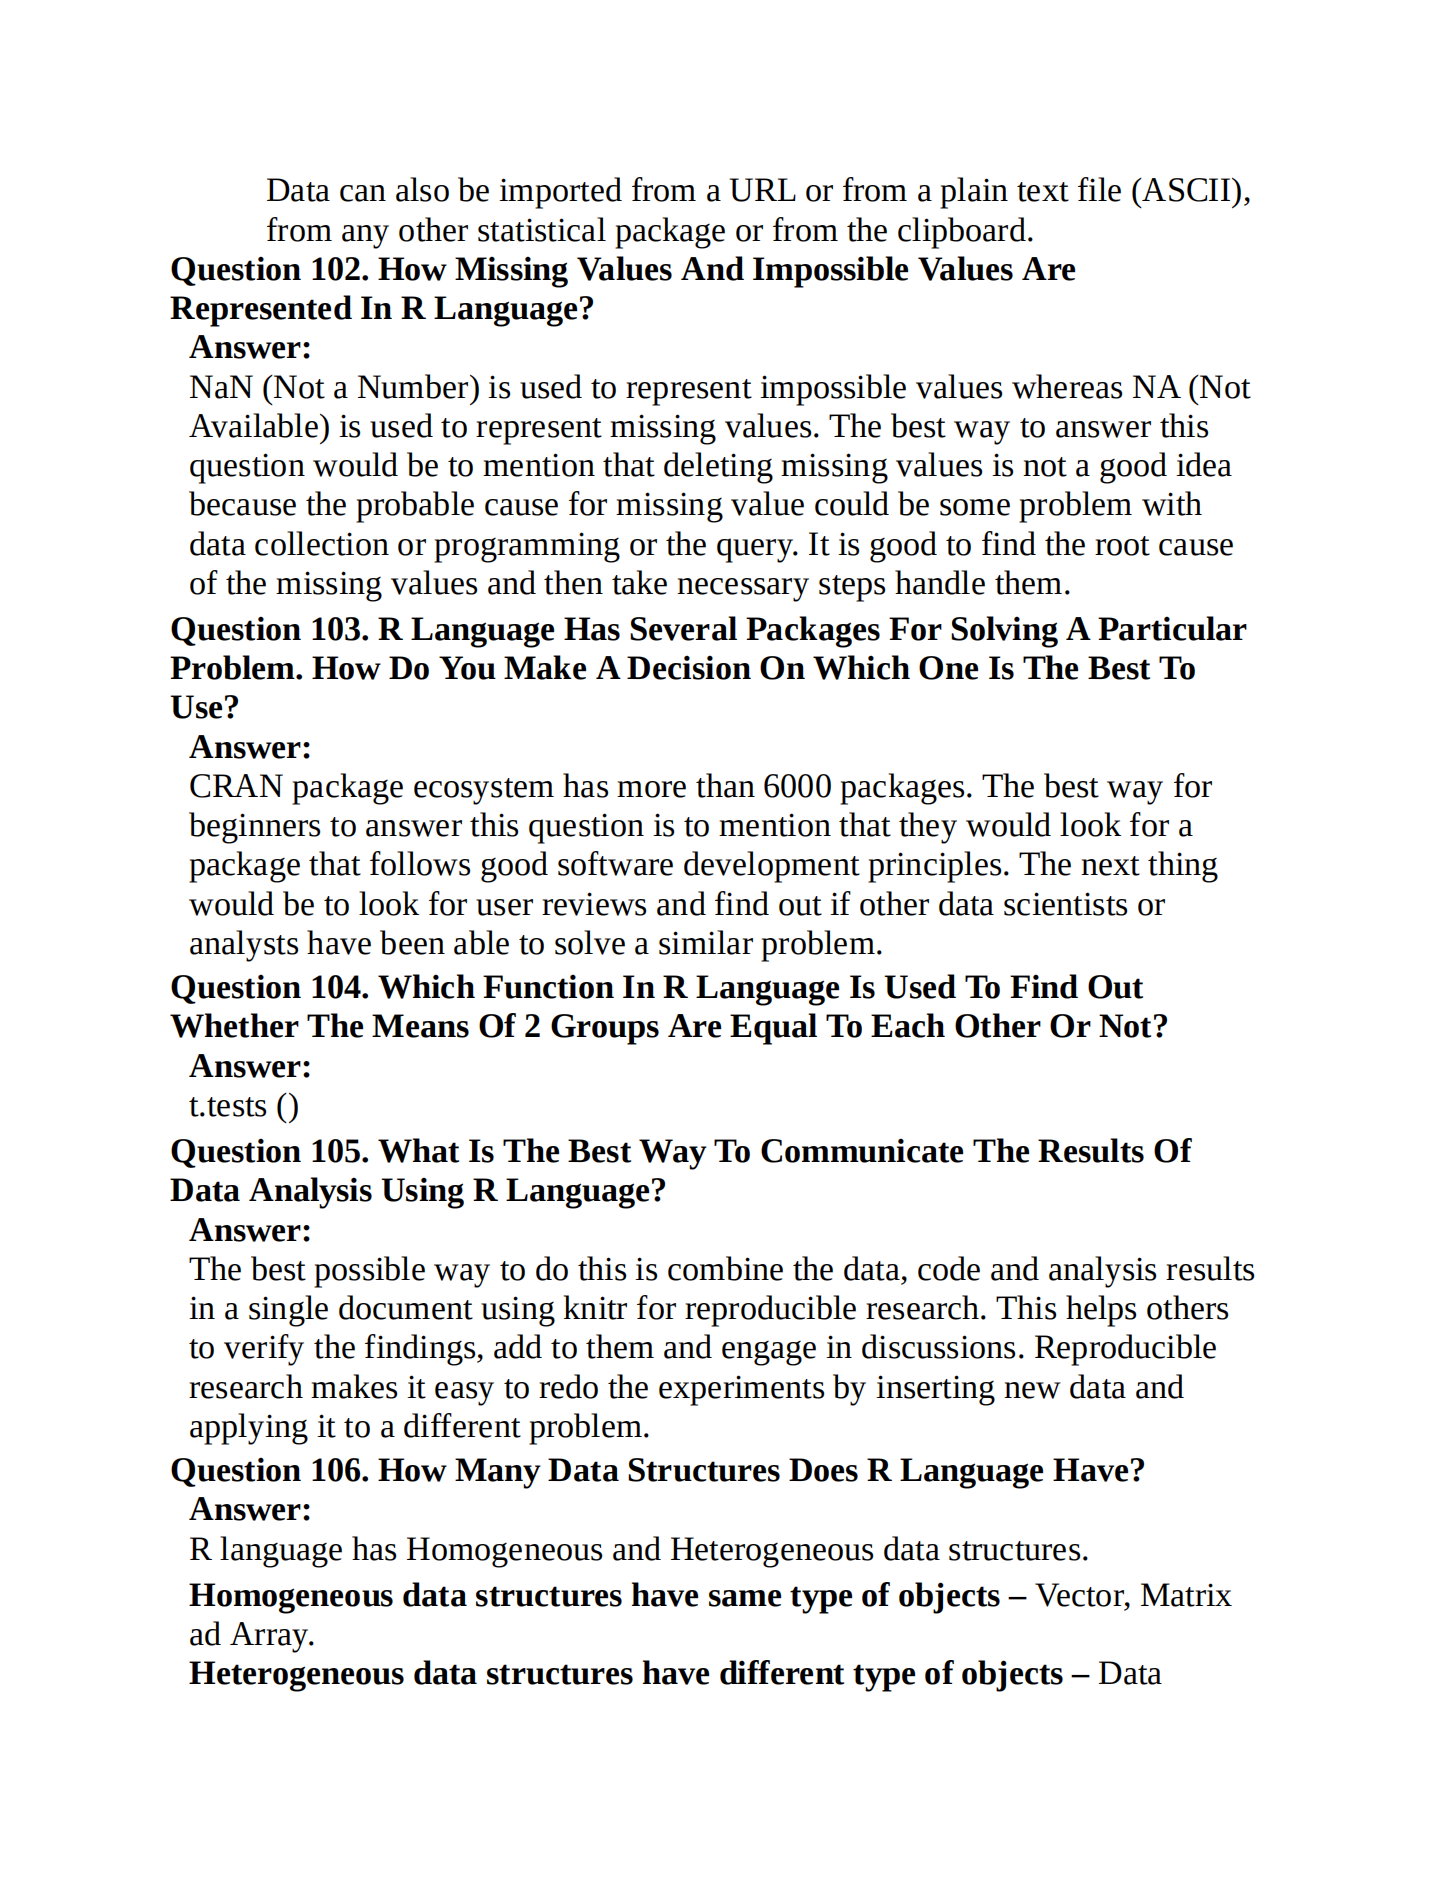 Data can also be imported from a URL or from a plain text file (ASCII),
from any other statistical package or from the clipboard.
Question 102. How Missing Values And Impossible Values Are
Represented In R Language?
Answer:
NaN (Not a Number) is used to represent impossible values whereas NA (Not
Available) is used to represent missing values. The best way to answer this
question would be to mention that deleting missing values is not a good idea
because the probable cause for missing value could be some problem with
data collection or programming or the query. It is good to find the root cause
of the missing values and then take necessary steps handle them.
Question 103. R Language Has Several Packages For Solving A Particular
Problem. How Do You Make A Decision On Which One Is The Best To
Use?
Answer:
CRAN package ecosystem has more than 6000 packages. The best way for
beginners to answer this question is to mention that they would look for a
package that follows good software development principles. The next thing
would be to look for user reviews and find out if other data scientists or
analysts have been able to solve a similar problem.
Question 104. Which Function In R Language Is Used To Find Out
Whether The Means Of 2 Groups Are Equal To Each Other Or Not?
Answer:
t.tests ()
Question 105. What Is The Best Way To Communicate The Results Of
Data Analysis Using R Language?
Answer:
The best possible way to do this is combine the data, code and analysis results
in a single document using knitr for reproducible research. This helps others
to verify the findings, add to them and engage in discussions. Reproducible
research makes it easy to redo the experiments by inserting new data and
applying it to a different problem.
Question 106. How Many Data Structures Does R Language Have?
Answer:
R language has Homogeneous and Heterogeneous data structures.
Homogeneous data structures have same type of objects – Vector, Matrix
ad Array.
Heterogeneous data structures have different type of objects – Data